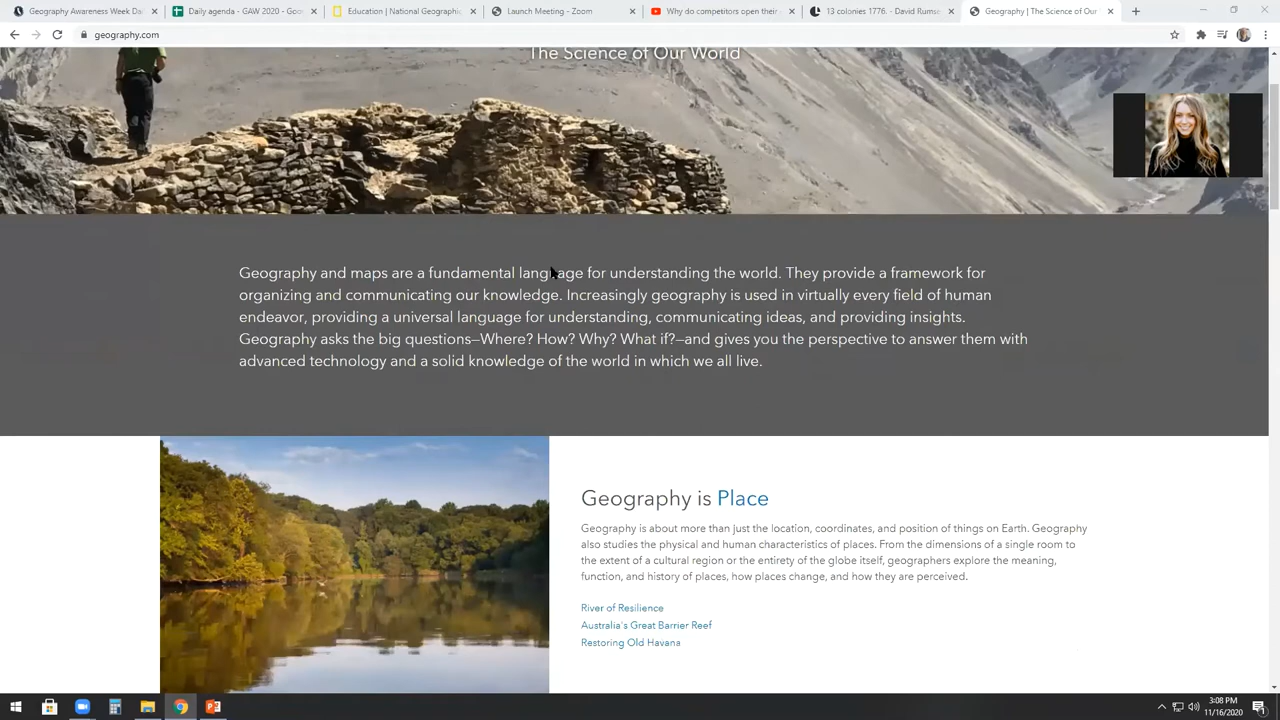 Geography Awareness Week Da
Daily agenda - GAW 2020 - Goo
Education | National Geographic
Launch Meeting - Zoom
Why do competitors open their
13 colonies 1776. - David Rumse
Geography | The Science of Our
geography.com
The Science of Our World
Geography and maps are a fundamental language for understanding the world. They provide a framework for
organizing and communicating our knowledge. Increasingly geography is used in virtually every field of human
endeavor, providing a universal language for understanding, communicating ideas, and providing insights.
Geography asks the big questions—Where? How? Why? What if?—and gives you the perspective to answer them with
advanced technology and a solid knowledge of the world in which we all live.
Geography is Place
Geography is about more than just the location, coordinates, and position of things on Earth. Geography
also studies the physical and human characteristics of places. From the dimensions of a single room to
the extent of a cultural region or the entirety of the globe itself, geographers explore the meaning,
function, and history of places, how places change, and how they are perceived.
River of Resilience
Australia's Great Barrier Reef
Restoring Old Havana
3:08 PM
11/16/2020